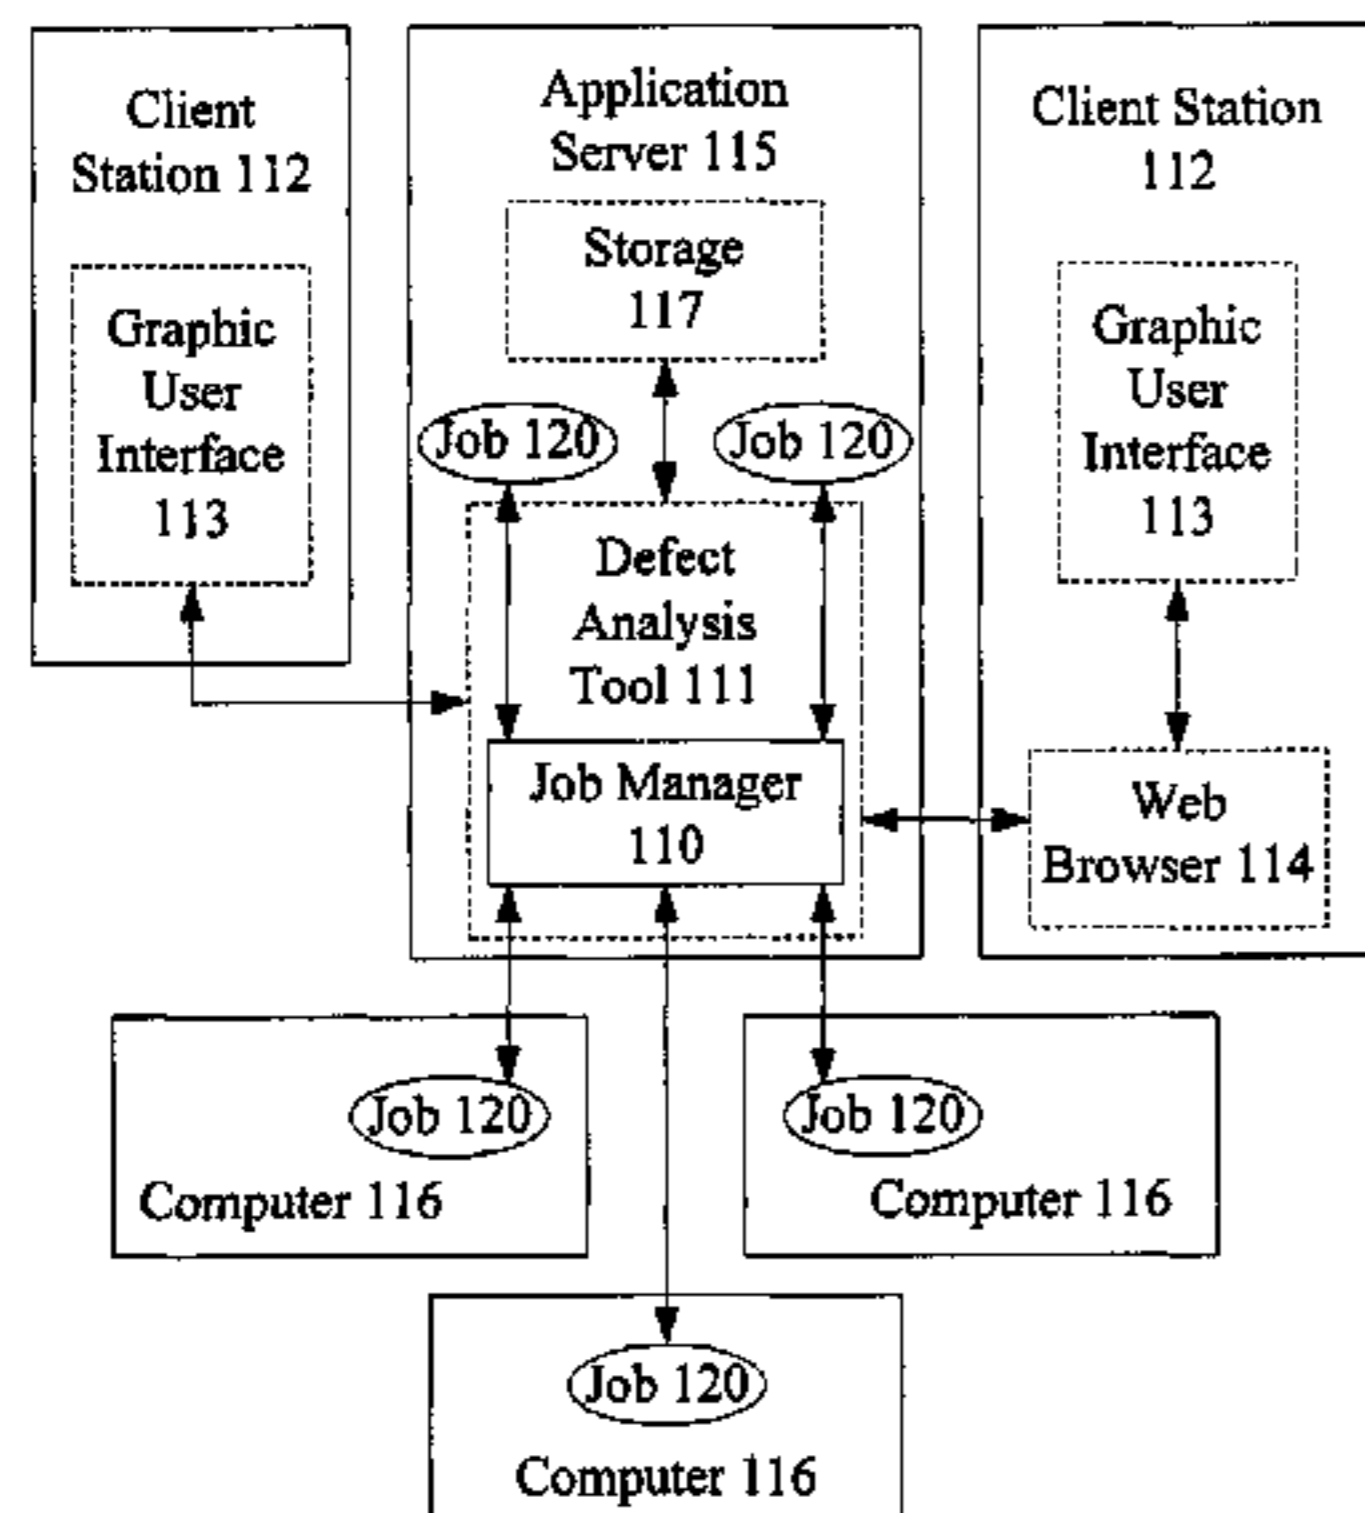 Client
Station 112
Graphic
User
Interface
113
Application
Server 115
Storage
117
Job 120
Job 120
Defect
Analysis
Tool 111
Job Manager
110
Client Station
112
Graphic
User
Interface
113
Web
Browser 114
Job 120
Computer 116
Job 120
Computer 116
Job 120
Computer 116